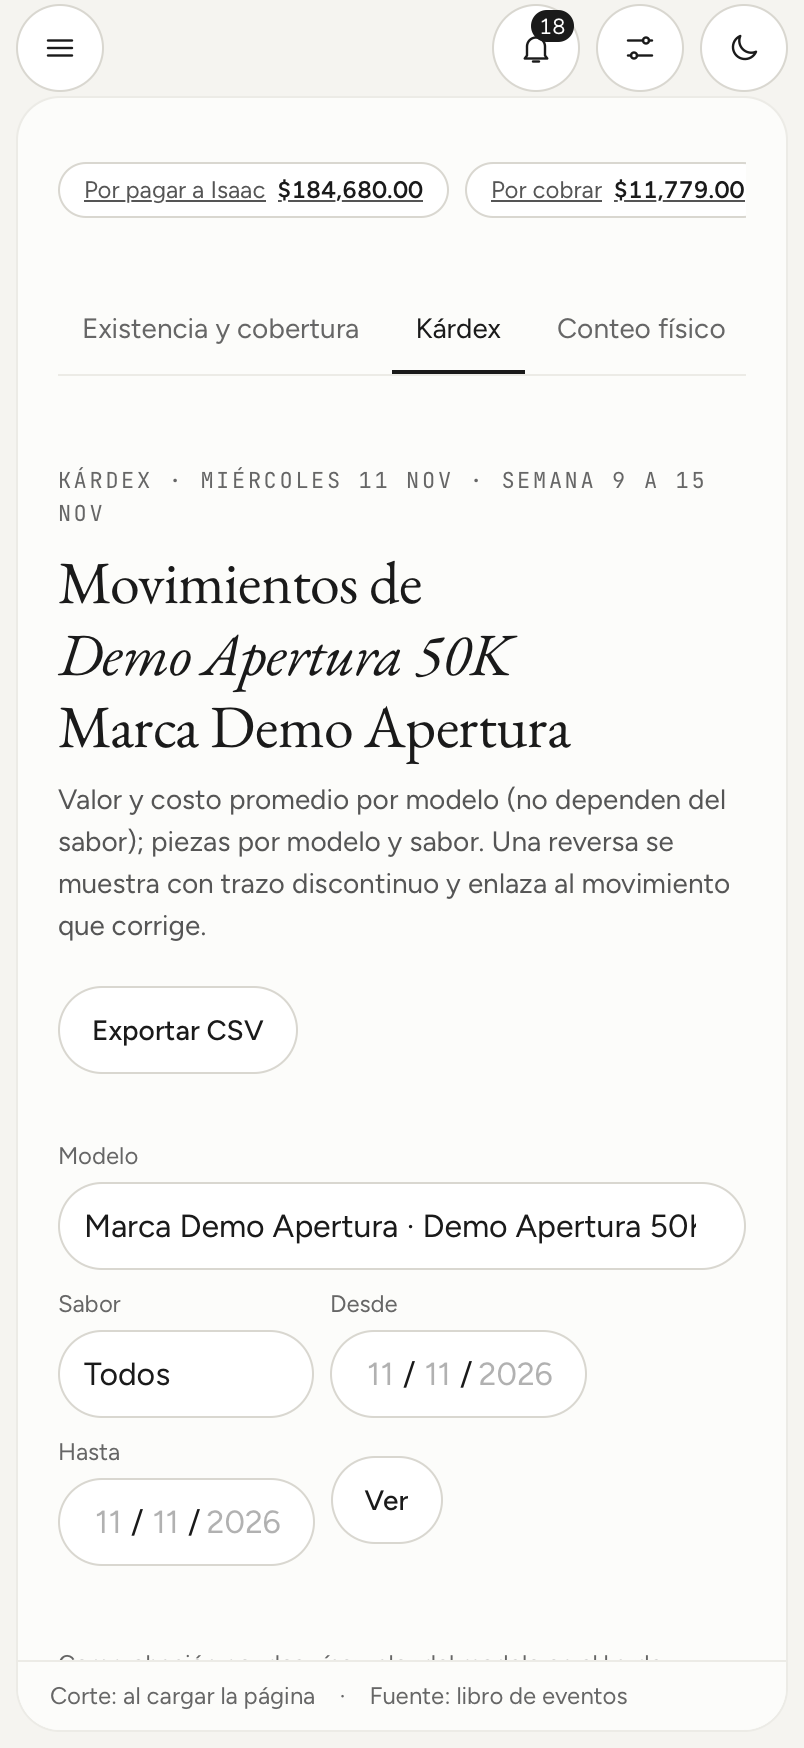 18
Por pagar a Isaac $184,680.00 Por cobrar $11,779.00
Existencia y cobertura Kárdex Conteo físico
KÁRDEX · MIÉRCOLES 11 NOV · SEMANA 9 A 15
NOV
Movimientos de
Demo Apertura 50K
Marca Demo Apertura
Valor y costo promedio por modelo (no dependen del
sabor); piezas por modelo y sabor. Una reversa se
muestra con trazo discontinuo y enlaza al movimiento
que corrige.
Exportar CSV
Modelo
Marca Demo Apertura · Demo Apertura 50K
Sabor Desde
Todos 11 / 11 / 2026
Hasta
11 / 11 / 2026 Ver
Corte: al cargar la página · Fuente: libro de eventos